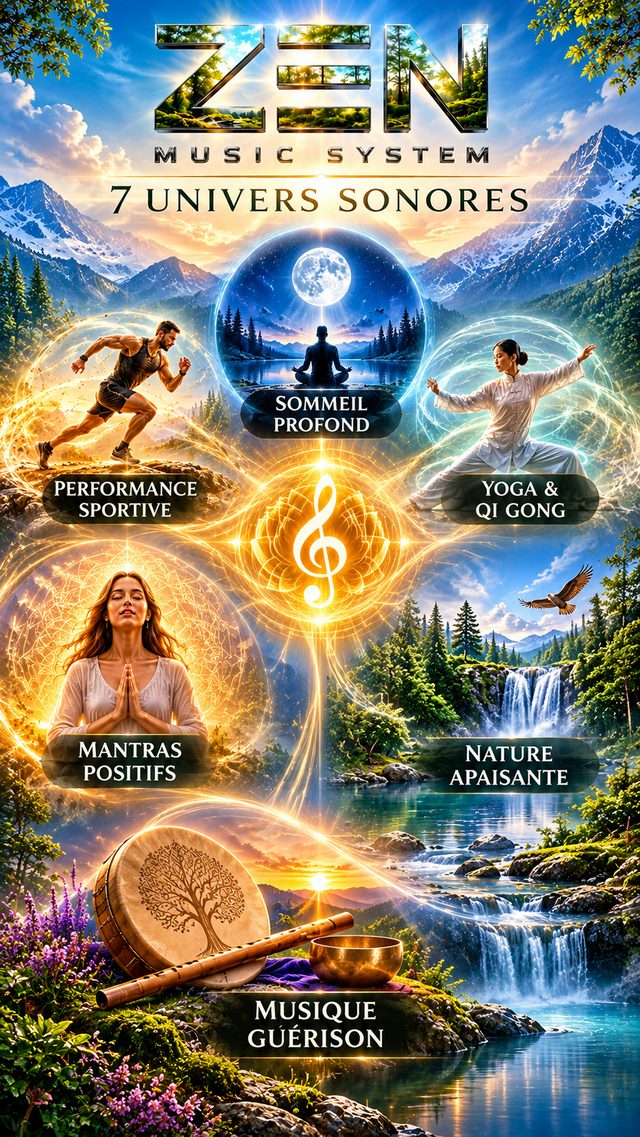 ZEN
MUSIC SYSTEM
7 UNIVERS SONORES
SOMMEIL
PROFOND
PERFORMANCE
SPORTIVE
YOGA &
QI GONG
MANTRAS
POSITIFS
NATURE
APAISANTE
MUSIQUE
GUÉRISON